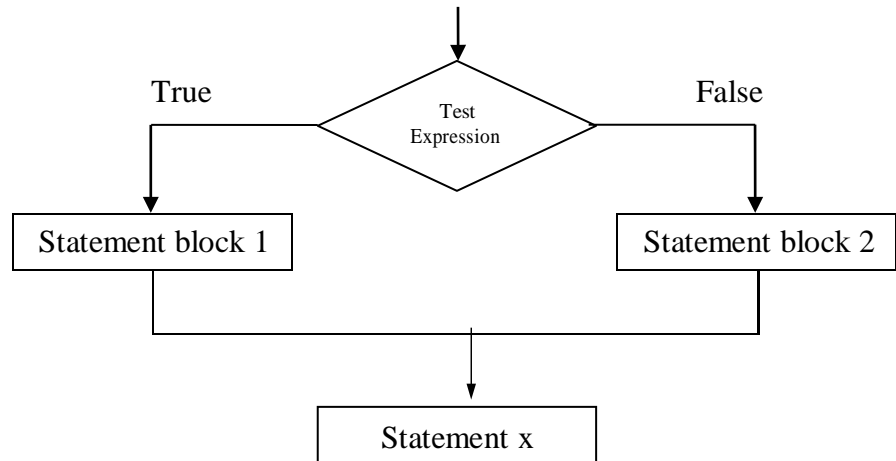 True
False
Test
Expression
Statement block 1
Statement block 2
Statement x